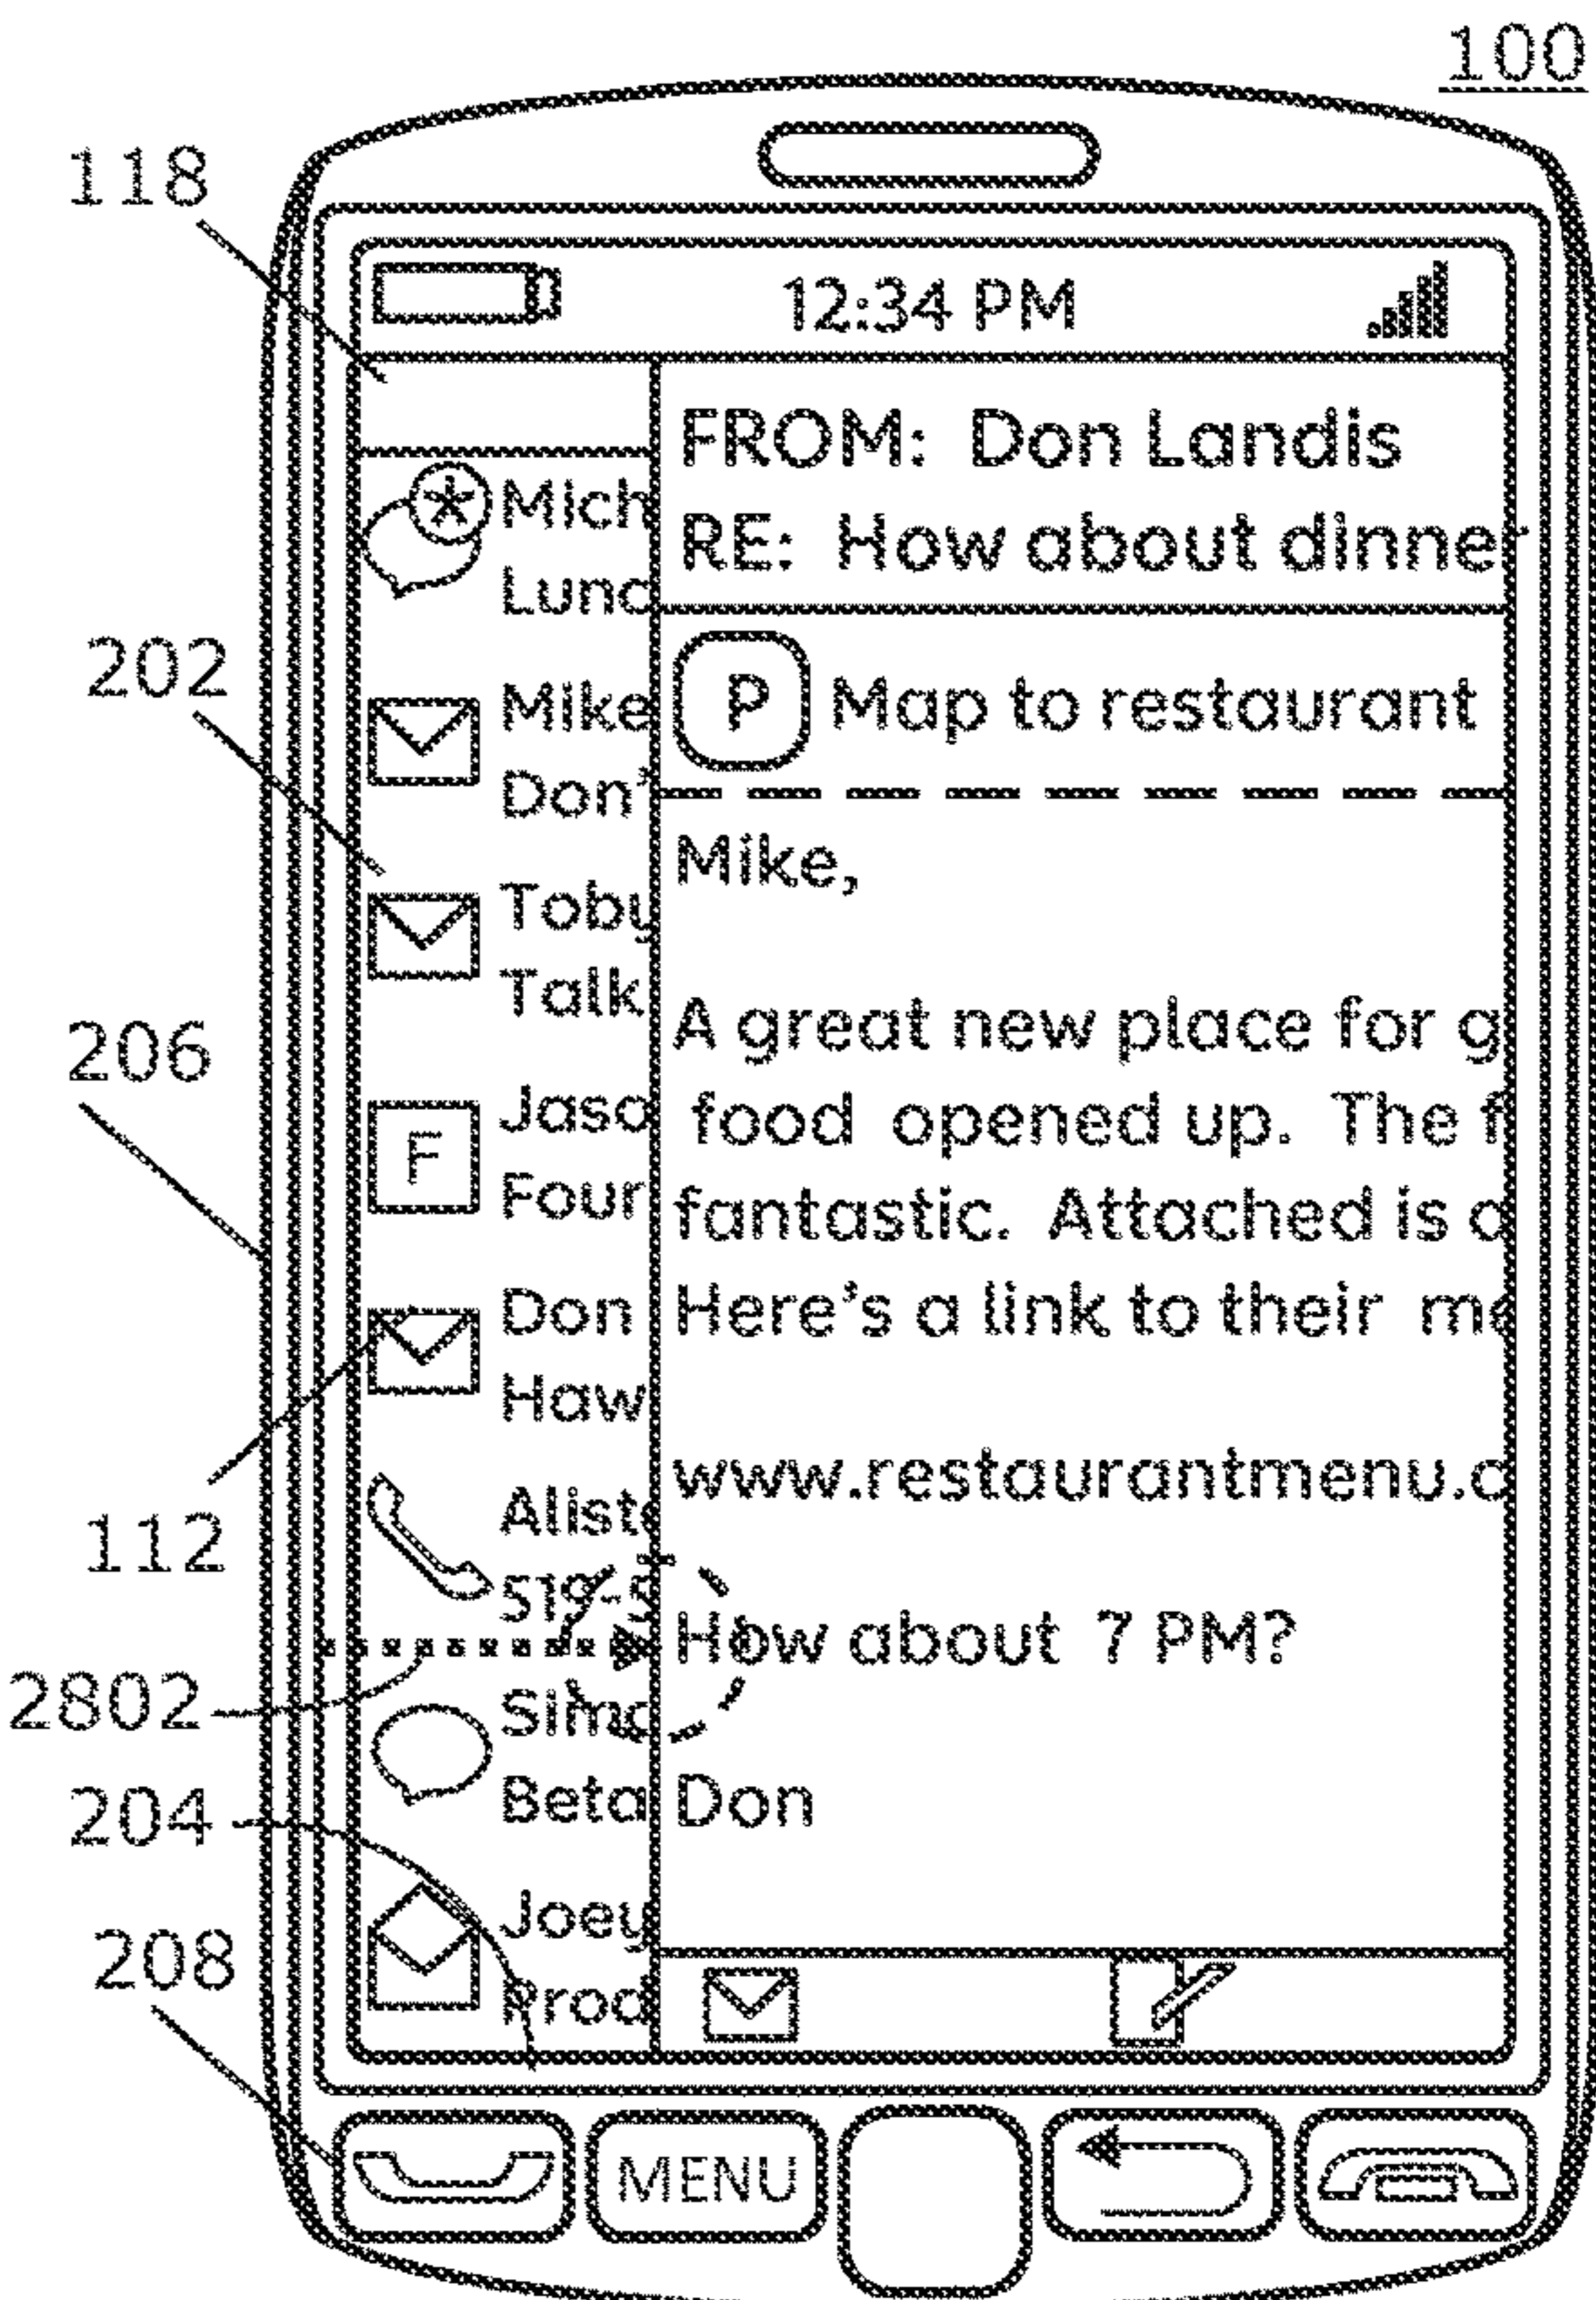 100
118
12:34 PM
FROM: Don Landis
RE: How about dinner
Mich
Lunc
202
Mike
Don'
P Map to restaurant
Mike,
Toby
Talk
206
A great new place for g
food opened up. The f
fantastic. Attached is a
Here's a link to their me
F
Jaso
Four
Don
Haw
112
www.restaurantmenu.c
Aliste
519-5
How about 7 PM?
2802
Simo
Beta
Don
204
208
Joey
Prod
MENU